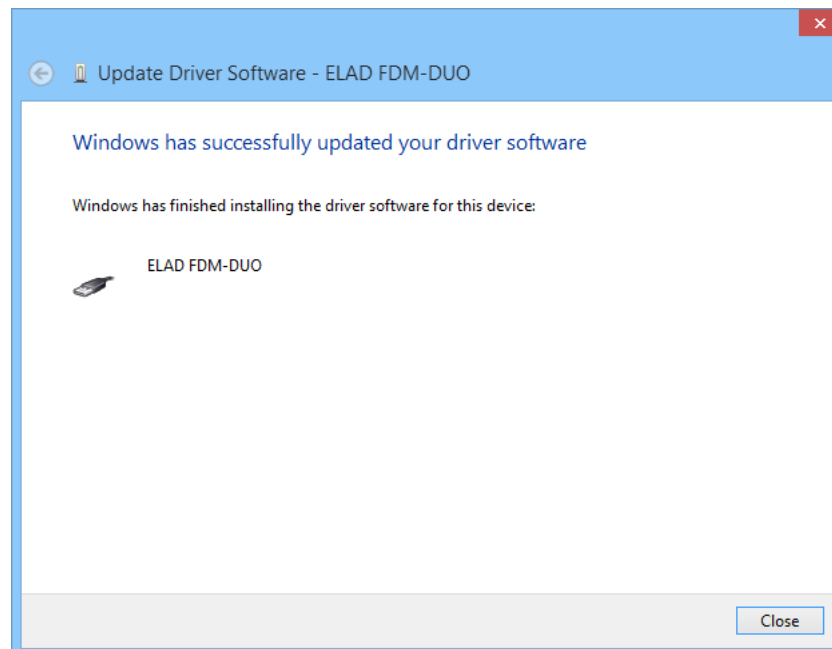 Update Driver Software - ELAD FDM-DUO
Windows has successfully updated your driver software
Windows has finished installing the driver software for this device:
ELAD FDM-DUO
Close